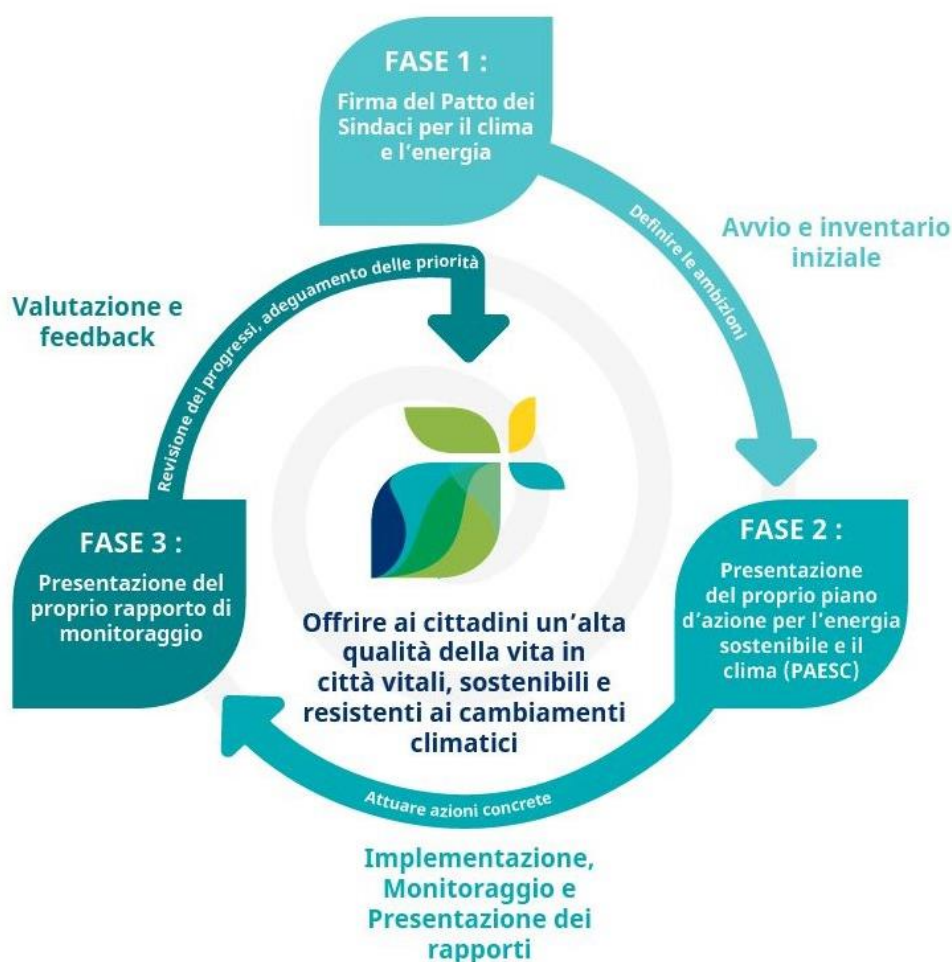 FASE 1 :
Firma del Patto dei
Sindaci per il clima
e l'energia
Definire le ambizioni
Avvio e inventario
iniziale
FASE 2 :
Presentazione
del proprio piano
d'azione per l'energia
sostenibile e il
clima (PAESC)
Attuare azioni concrete
Implementazione,
Monitoraggio e
Presentazione dei
rapporti
FASE 3 :
Presentazione del
proprio rapporto di
monitoraggio
Revisione dei progressi, adeguamento delle priorità
Valutazione e
feedback
Offrire ai cittadini un'alta
qualità della vita in
città vitali, sostenibili e
resistenti ai cambiamenti
climatici